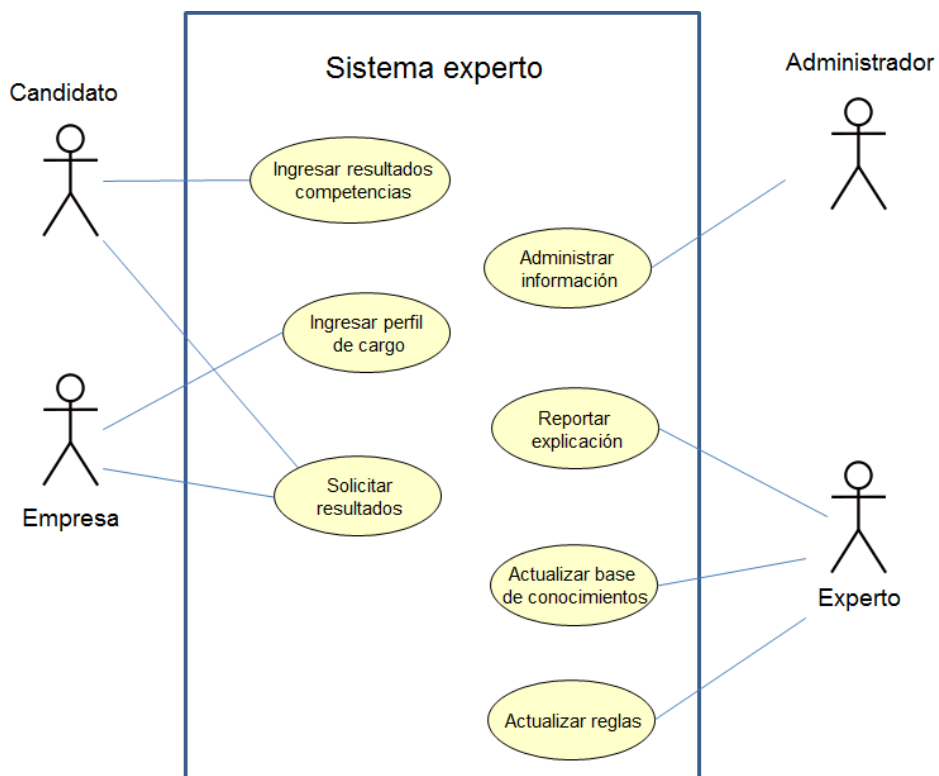 Sistema experto
Administrador
Candidato
Ingresar resultados
competencias
Administrar
información
Ingresar perfil
de cargo
Reportar
explicación
Empresa
Solicitar
resultados
Actualizar base
de conocimientos
Experto
Actualizar reglas